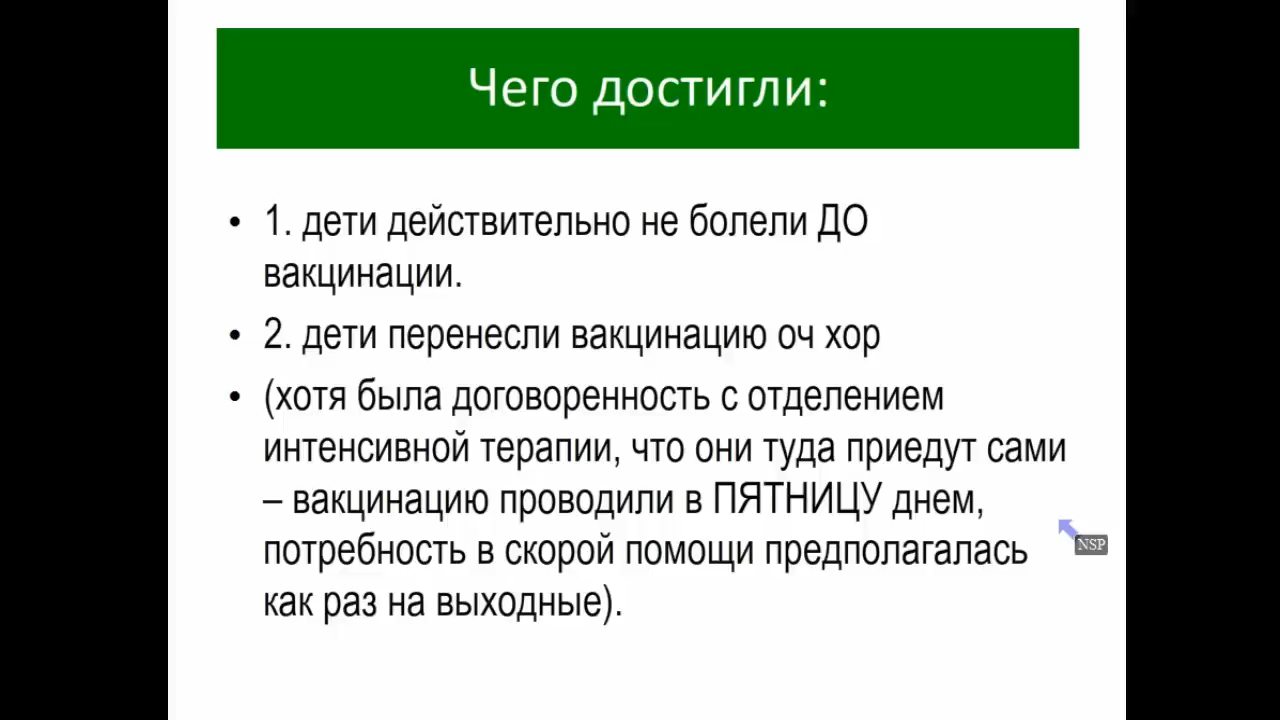 Чего достигли:
• 1. дети действительно не болели ДО
вакцинации.
• 2. дети перенесли вакцинацию оч хор
• (хотя была договоренность с отделением
интенсивной терапии, что они туда приедут сами
– вакцинацию проводили в ПЯТНИЦУ днем,
потребность в скорой помощи предполагалась
как раз на выходные).
NSP